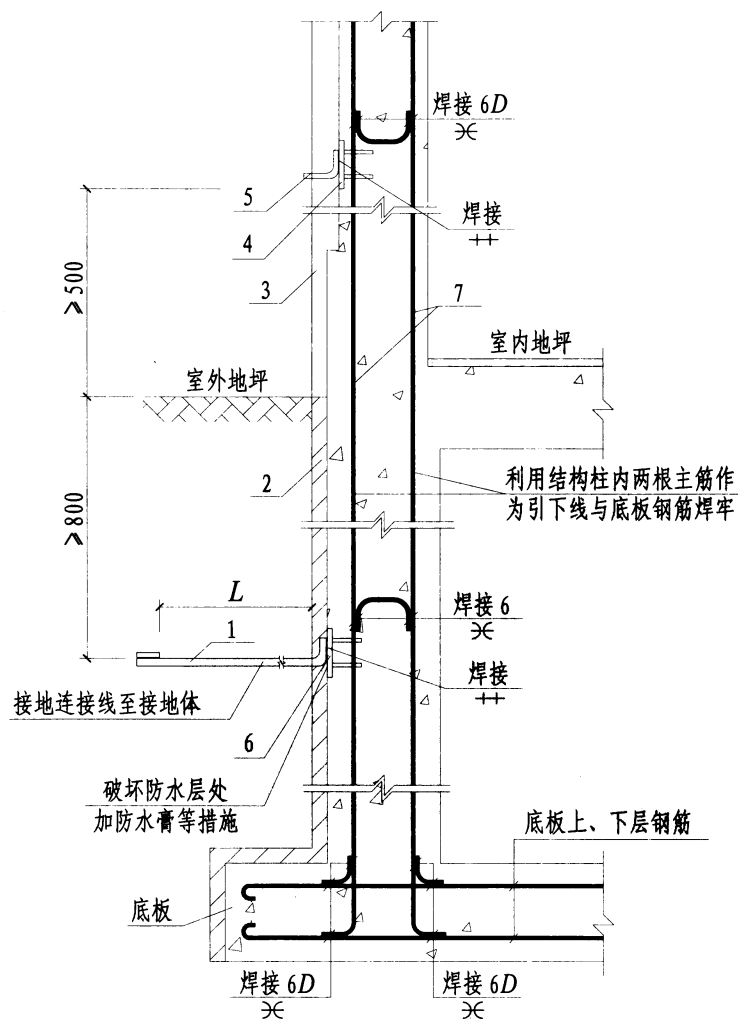 焊接 6D
5
焊接
4
≥500
3
7
室内地坪
室外地坪
2
利用结构柱内两根主筋作
为引下线与底板钢筋焊牢
≥800
L
焊接 6
1
焊接
接地连接线至接地体
6
破坏防水层处
加防水膏等措施
底板上、下层钢筋
底板
焊接 6D
焊接 6D